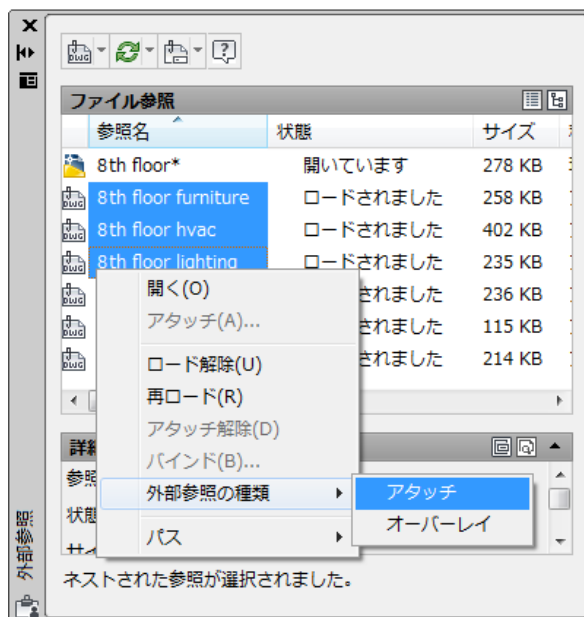 ファイル参照
参照名 状態 サイズ
8th floor* 開いています 278 KB
8th floor furniture ロードされました 258 KB
8th floor hvac ロードされました 402 KB
8th floor lighting ロードされました 235 KB
されました 236 KB
されました 115 KB
されました 214 KB
開く(O)
アタッチ(A)...
ロード解除(U)
再ロード(R)
アタッチ解除(D)
バインド(B)...
外部参照の種類
パス
アタッチ
オーバーレイ
詳細
参照
状態
サイ
ネストされた参照が選択されました。
外部参照